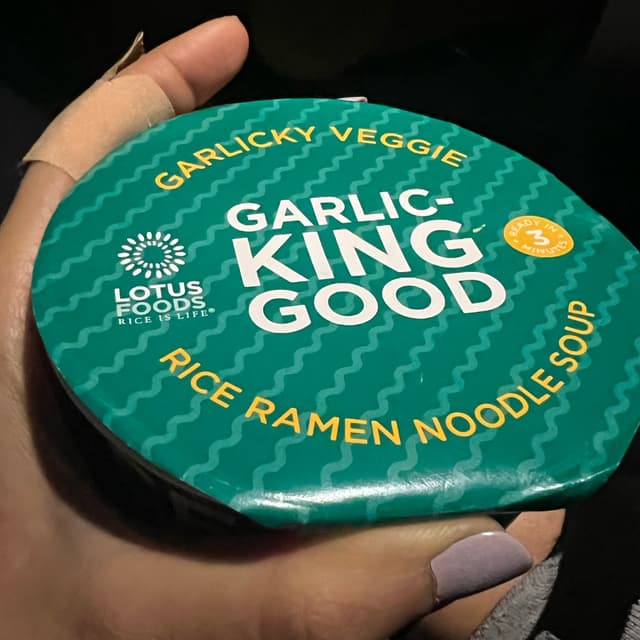 GARLICKY VEGGIE
GARLIC-
KING
GOOD
READY IN
3
MINUTES
LOTUS
FOODS
RICE IS LIFE®
RICE RAMEN NOODLE SOUP